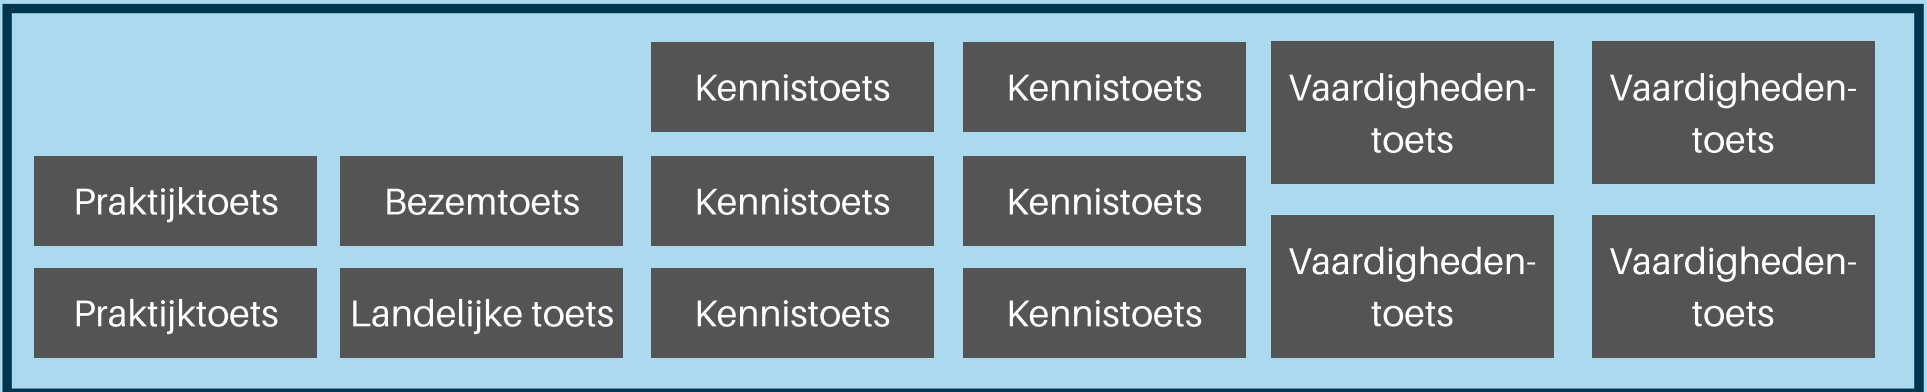 Kennistoets
Kennistoets
Vaardigheden-
toets
Vaardigheden-
toets
Praktijktoets
Bezemtoets
Kennistoets
Kennistoets
Vaardigheden-
toets
Vaardigheden-
toets
Praktijktoets
Landelijke toets
Kennistoets
Kennistoets